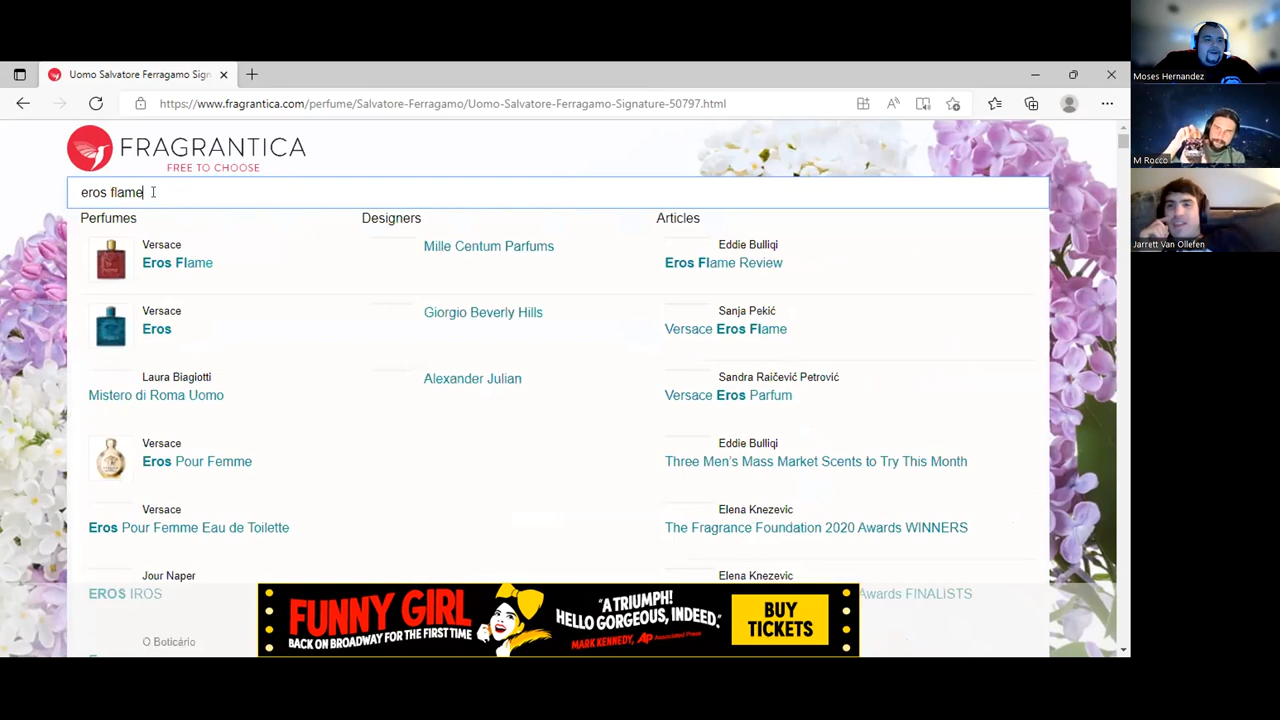 Uomo Salvatore Ferragamo Sign
https://www.fragrantica.com/perfume/Salvatore-Ferragamo/Uomo-Salvatore-Ferragamo-Signature-50797.html
FRAGRANTICA
FREE TO CHOOSE
eros flame
Perfumes
Versace
Eros Flame
Versace
Eros
Laura Biagiotti
Mistero di Roma Uomo
Versace
Eros Pour Femme
Versace
Eros Pour Femme Eau de Toilette
Jour Naper
EROS IROS
O Boticário
Designers
Mille Centum Parfums
Giorgio Beverly Hills
Alexander Julian
Articles
Eddie Bulliqi
Eros Flame Review
Sanja Pekić
Versace Eros Flame
Sandra Raičević Petrović
Versace Eros Parfum
Eddie Bulliqi
Three Men's Mass Market Scents to Try This Month
Elena Knezevic
The Fragrance Foundation 2020 Awards WINNERS
Elena Knezevic
Awards FINALISTS
FUNNY GIRL
BACK ON BROADWAY FOR THE FIRST TIME
"A TRIUMPH!
HELLO GORGEOUS, INDEED."
MARK KENNEDY, AP Associated Press
BUY
TICKETS
Moses Hernandez
M Rocco
Jarrett Van Ollefen